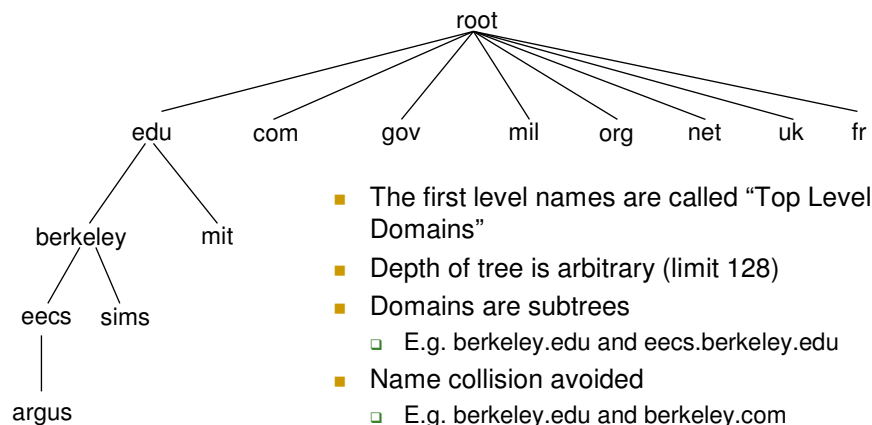 root
edu com gov mil org net uk fr
The first level names are called “Top Level
Domains”
berkeley mit
Depth of tree is arbitrary (limit 128)
Domains are subtrees
eecs sims
E.g. berkeley.edu and eecs.berkeley.edu
Name collision avoided
argus
E.g. berkeley.edu and berkeley.com